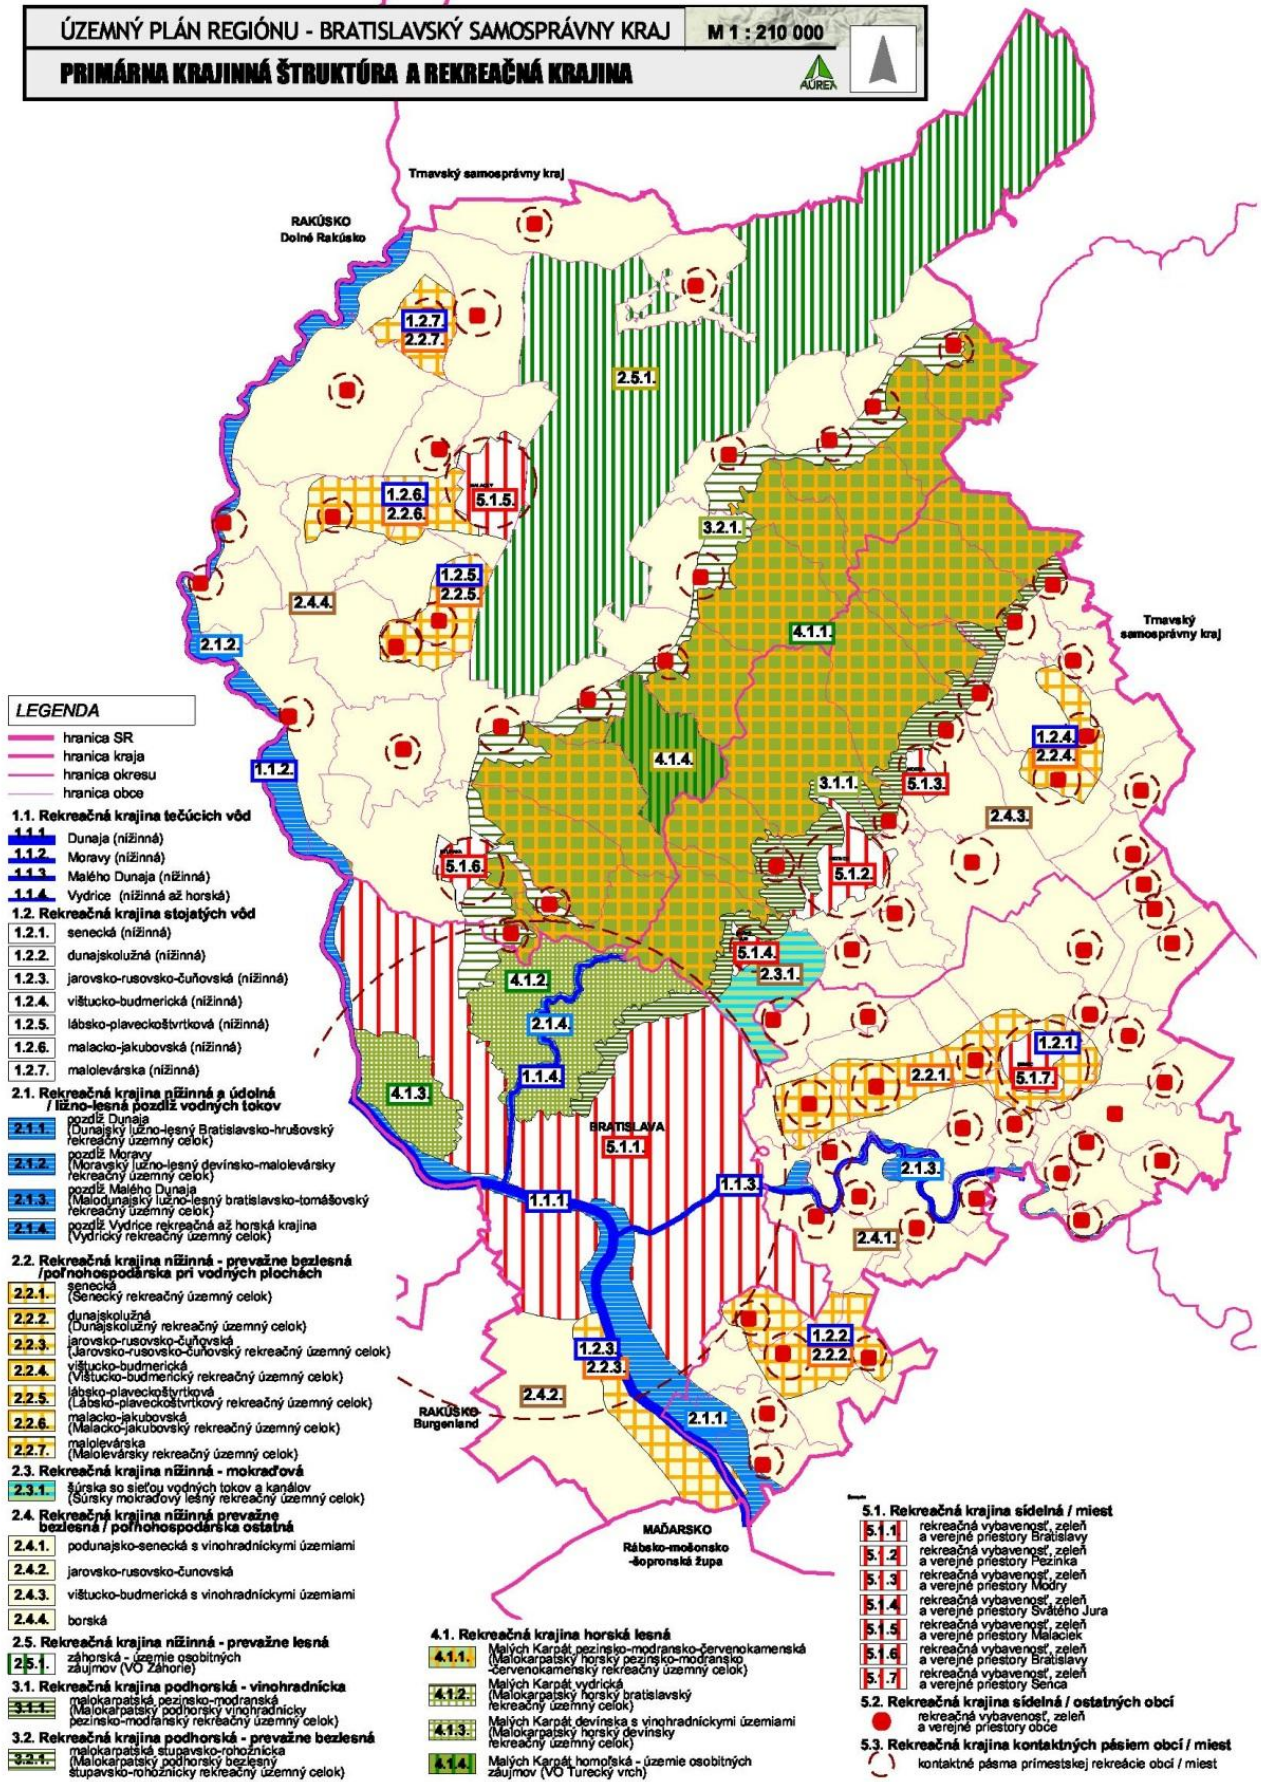 ÚZEMNÝ PLÁN REGIÓNU - BRATISLAVSKÝ SAMOSPRÁVNY KRAJ
M 1 : 210 000
PRIMÁRNA KRAJINNÁ ŠTRUKTÚRA A REKREAČNÁ KRAJINA
AUREX
Trnavský samosprávny kraj
RAKÚSKO
Dolné Rakúsko
1.2.7.
2.2.7.
2.5.1.
1.2.6.
2.2.6.
5.1.5.
3.2.1.
1.2.5.
2.2.5.
2.4.4.
4.1.1.
Trnavský
samosprávny kraj
2.1.2.
1.2.4.
2.2.4.
1.1.2.
4.1.4.
3.1.1.
5.1.3.
2.4.3.
5.1.6.
5.1.2.
5.1.4.
2.3.1.
4.1.2.
2.1.4.
1.2.1.
2.2.1.
5.1.7.
1.1.4.
4.1.3.
BRATISLAVA
5.1.1.
2.1.3.
1.1.1.
1.1.3.
2.4.1.
1.2.2.
2.2.2.
1.2.3.
2.2.3.
2.4.2.
2.1.1.
RAKÚSKO
Burgenland
MAĎARSKO
Rábsko-mošonsko
-šopronská župa
LEGENDA
hranica SR
hranica kraja
hranica okresu
hranica obce
1.1. Rekreačná krajina tečúcich vôd
1.1.1. Dunaja (nížinná)
1.1.2. Moravy (nížinná)
1.1.3. Malého Dunaja (nížinná)
1.1.4. Vydrice (nížinná až horská)
1.2. Rekreačná krajina stojatých vôd
1.2.1. senecká (nížinná)
1.2.2. dunajskolužná (nížinná)
1.2.3. jarovsko-rusovsko-čuňovská (nížinná)
1.2.4. vištucko-budmerická (nížinná)
1.2.5. lábsko-plaveckoštvrtková (nížinná)
1.2.6. malacko-jakubovská (nížinná)
1.2.7. malolevárska (nížinná)
2.1. Rekreačná krajina nížinná a údolná
/ lužno-lesná pozdĺž vodných tokov
2.1.1. pozdĺž Dunaja
(Dunajský lužno-lesný Bratislavsko-hrušovský
rekreačný územný celok)
2.1.2. pozdĺž Moravy
(Moravský lužno-lesný devínsko-malolevársky
rekreačný územný celok)
2.1.3. pozdĺž Malého Dunaja
(Malodunajský lužno-lesný bratislavsko-tomášovský
rekreačný územný celok)
2.1.4. pozdĺž Vydrice rekreačná až horská krajina
(Vydrický rekreačný územný celok)
2.2. Rekreačná krajina nížinná - prevažne bezlesná
/poľnohospodárska pri vodných plochách
2.2.1. senecká
(Senecký rekreačný územný celok)
2.2.2. dunajskolužná
(Dunajskolužný rekreačný územný celok)
2.2.3. jarovsko-rusovsko-čuňovská
(Jarovsko-rusovsko-čuňovský rekreačný územný celok)
2.2.4. vištucko-budmerická
(Vištucko-budmerický rekreačný územný celok)
2.2.5. lábsko-plaveckoštvrtková
(Lábsko-plaveckoštvrtkový rekreačný územný celok)
2.2.6. malacko-jakubovská
(Malacko-jakubovský rekreačný územný celok)
2.2.7. malolevárska
(Malolevársky rekreačný územný celok)
2.3. Rekreačná krajina nížinná - mokraďová
2.3.1. šúrska so sieťou vodných tokov a kanálov
(Šúrsky mokraďový lesný rekreačný územný celok)
2.4. Rekreačná krajina nížinná prevažne
bezlesná / poľnohospodárska ostatná
2.4.1. podunajsko-senecká s vinohradníckymi územiami
2.4.2. jarovsko-rusovsko-čunovská
2.4.3. vištucko-budmerická s vinohradníckymi územiami
2.4.4. borská
2.5. Rekreačná krajina nížinná - prevažne lesná
2.5.1. záhorská - územie osobitných
záujmov (VO Záhorie)
3.1. Rekreačná krajina podhorská - vinohradnícka
3.1.1. malokarpatská pezinsko-modranská
(Malokarpatský podhorský vinohradnícky
pezinsko-modranský rekreačný územný celok)
3.2. Rekreačná krajina podhorská - prevažne bezlesná
3.2.1. malokarpatská stupavsko-rohožnícka
(Malokarpatský podhorský bezlesný
stupavsko-rohožnícky rekreačný územný celok)
4.1. Rekreačná krajina horská lesná
4.1.1. Malých Karpát pezinsko-modransko-červenokamenská
(Malokarpatský horský pezinsko-modransko
-červenokamenský rekreačný územný celok)
4.1.2. Malých Karpát vydrická
(Malokarpatský horský bratislavský
rekreačný územný celok)
4.1.3. Malých Karpát devínska s vinohradníckymi územiami
(Malokarpatský horský devínsky
rekreačný územný celok)
4.1.4. Malých Karpát homoľská - územie osobitných
záujmov (VO Turecký vrch)
5.1. Rekreačná krajina sídelná / miest
5.1.1 rekreačná vybavenosť, zeleň
a verejné priestory Bratislavy
5.1.2 rekreačná vybavenosť, zeleň
a verejné priestory Pezinka
5.1.3 rekreačná vybavenosť, zeleň
a verejné priestory Modry
5.1.4 rekreačná vybavenosť, zeleň
a verejné priestory Svätého Jura
5.1.5 rekreačná vybavenosť, zeleň
a verejné priestory Malaciek
5.1.6 rekreačná vybavenosť, zeleň
a verejné priestory Bratislavy
5.1.7 rekreačná vybavenosť, zeleň
a verejné priestory Senca
5.2. Rekreačná krajina sídelná / ostatných obcí
rekreačná vybavenosť, zeleň
a verejné priestory obce
5.3. Rekreačná krajina kontaktných pásiem obcí / miest
kontaktné pásma prímestskej rekreácie obcí / miest